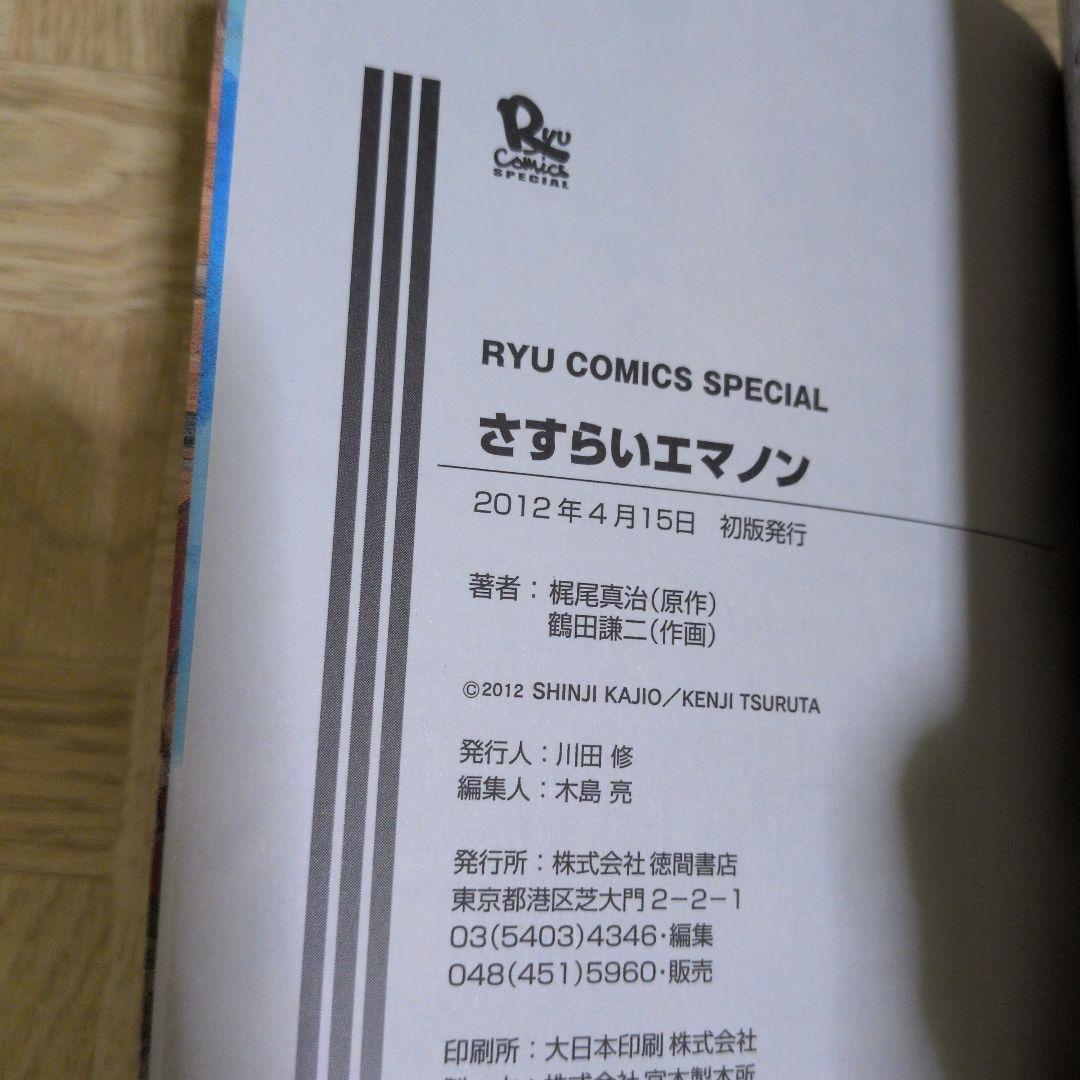 RYU
COMICS
SPECIAL
RYU COMICS SPECIAL
さすらいエマノン
2012年4月15日 初版発行
著者：梶尾真治(原作)
鶴田謙二(作画)
©2012 SHINJI KAJIO／KENJI TSURUTA
発行人：川田 修
編集人：木島 亮
発行所：株式会社 徳間書店
東京都港区芝大門2−2−1
03(5403)4346・編集
048(451)5960・販売
印刷所：大日本印刷 株式会社